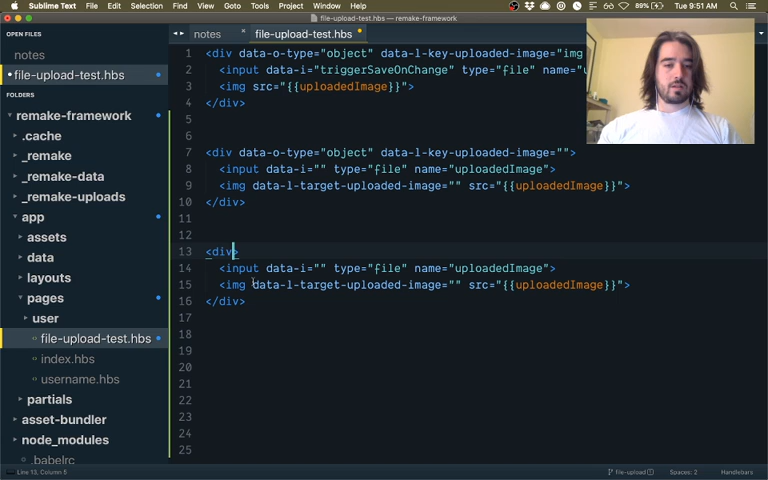 Sublime Text File Edit Selection Find View Goto Tools Project Window Help 89% Tue 9:51 AM
file-upload-test.hbs — remake-framework
OPEN FILES
notes
file-upload-test.hbs
FOLDERS
remake-framework
.cache
_remake
_remake-data
_remake-uploads
app
assets
data
layouts
pages
user
file-upload-test.hbs
index.hbs
username.hbs
partials
asset-bundler
node_modules
.babelrc
notes × file-upload-test.hbs
1 <div data-o-type="object" data-l-key-uploaded-image="img
2 <input data-i="triggerSaveOnChange" type="file" name="u
3 <img src="{{uploadedImage}}">
4 </div>
5
6
7 <div data-o-type="object" data-l-key-uploaded-image="">
8 <input data-i="" type="file" name="uploadedImage">
9 <img data-l-target-uploaded-image="" src="{{uploadedImage}}">
10 </div>
11
12
13 <div>
14 <input data-i="" type="file" name="uploadedImage">
15 <img data-l-target-uploaded-image="" src="{{uploadedImage}}">
16 </div>
17
18
19
20
21
22
23
24
25
Line 13, Column 5 file-upload 1 Spaces: 2 Handlebars